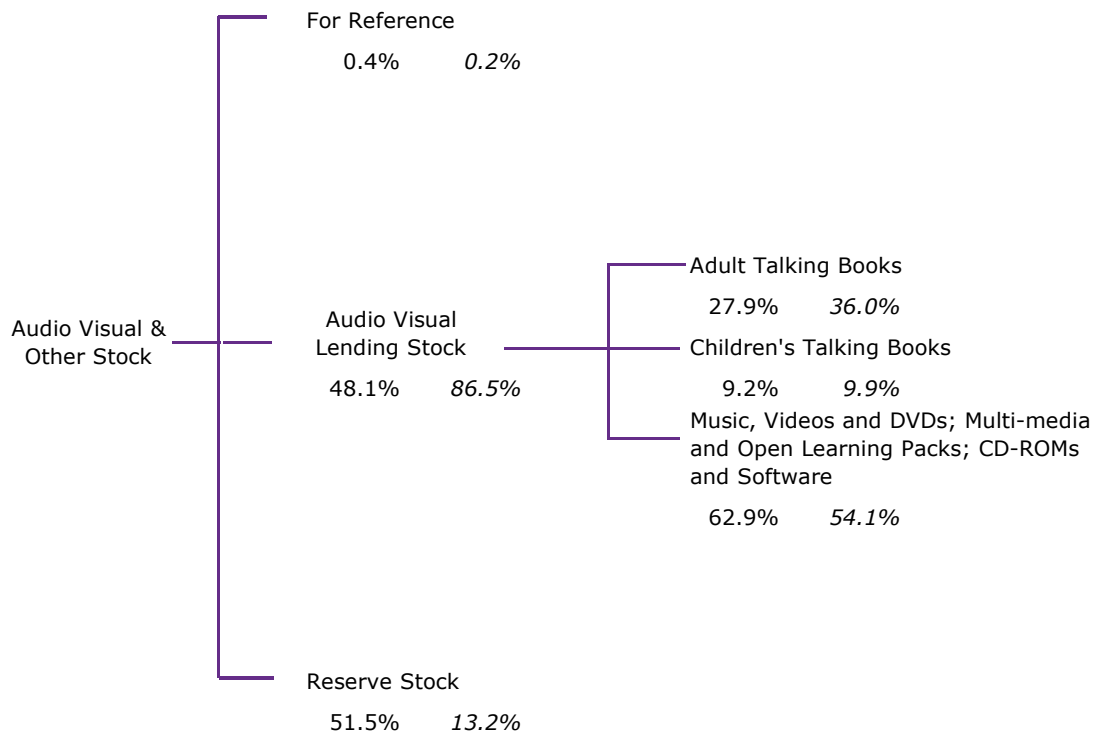 For Reference
0.4% 0.2%
Audio Visual &
Other Stock
Audio Visual
Lending Stock
48.1% 86.5%
Adult Talking Books
27.9% 36.0%
Children's Talking Books
9.2% 9.9%
Music, Videos and DVDs; Multi-media
and Open Learning Packs; CD-ROMs
and Software
62.9% 54.1%
Reserve Stock
51.5% 13.2%